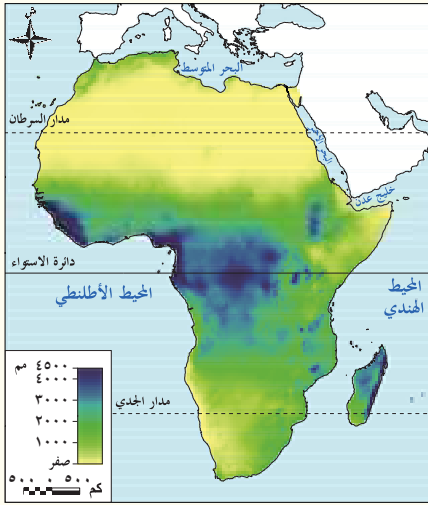 ش
البحر المتوسط
مدار السرطان
البحر الأحمر
خليج عدن
دائرة الاستواء
المحيط الأطلنطي
المحيط
الهندي
مدار الجدي
٤٥٠٠ مم
٤٠٠٠
٣٠٠٠
٢٠٠٠
١٠٠٠
صفر
٥٠٠ ٠ ٥٠٠ كم